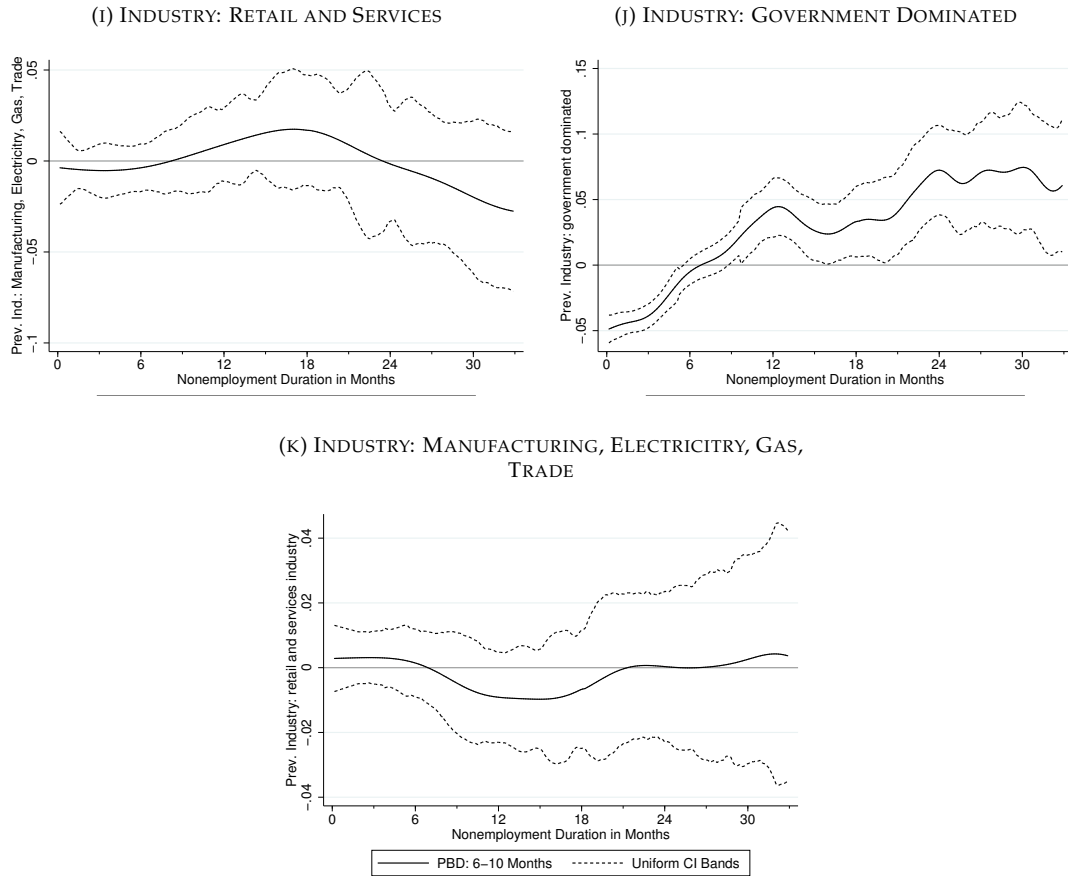 (I) INDUSTRY: RETAIL AND SERVICES
Prev. Ind.: Manufacturing, Electricitry, Gas, Trade
.05
0
-.05
-.1
0 6 12 18 24 30
Nonemployment Duration in Months
(J) INDUSTRY: GOVERNMENT DOMINATED
Prev. Industry: government dominated
.15
.1
.05
0
-.05
0 6 12 18 24 30
Nonemployment Duration in Months
(K) INDUSTRY: MANUFACTURING, ELECTRICITRY, GAS,
TRADE
Prev. Industry: retail and services industry
.04
.02
0
-.02
-.04
0 6 12 18 24 30
Nonemployment Duration in Months
PBD: 6–10 Months Uniform CI Bands